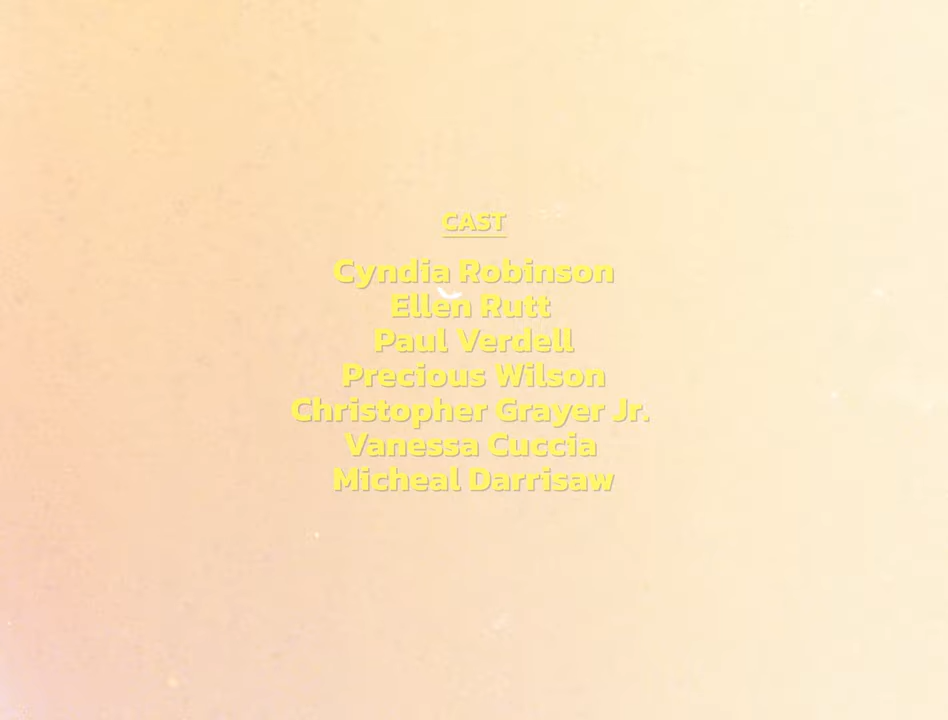 CAST
Cyndia Robinson
Ellen Rutt
Paul Verdell
Precious Wilson
Christopher Grayer Jr.
Vanessa Cuccia
Micheal Darrisaw